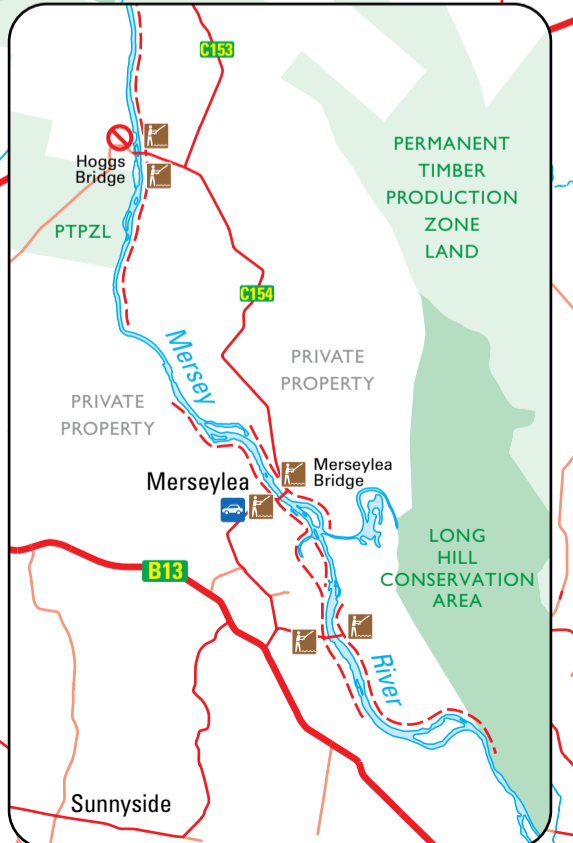 C153
PERMANENT
TIMBER
PRODUCTION
ZONE
LAND
Hoggs
Bridge
PTPZL
C154
Mersey
PRIVATE
PROPERTY
PRIVATE
PROPERTY
Merseylea
Bridge
Merseylea
LONG
HILL
CONSERVATION
AREA
B13
River
Sunnyside